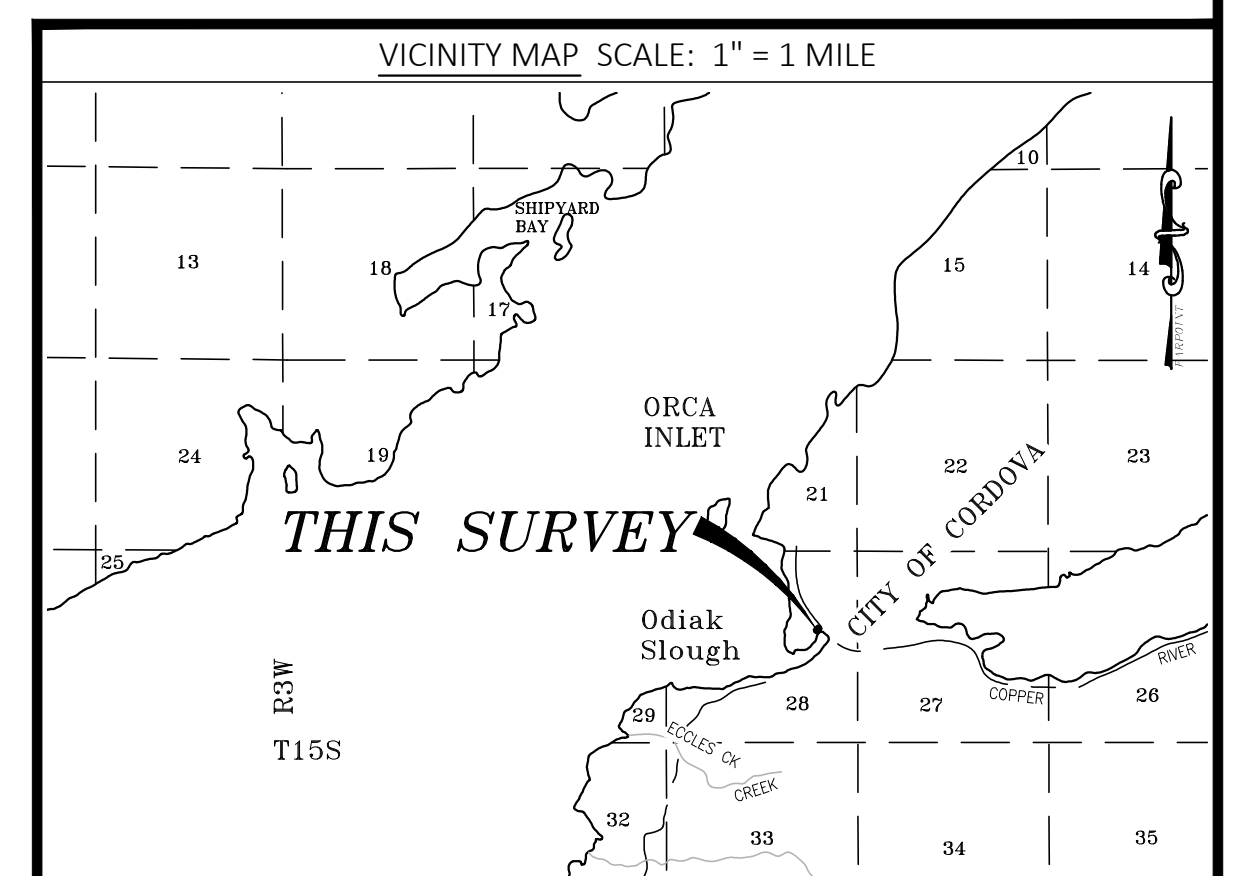 VICINITY MAP SCALE: 1" = 1 MILE
10
SHIPYARD
BAY
13
18
15
14
17
ORCA
INLET
24
19
22
23
21
THIS SURVEY
CITY OF CORDOVA
25
Odiak
Slough
RIVER
R3W
COPPER
26
28
27
29
ECCLES CK
T15S
CREEK
32
33
34
35